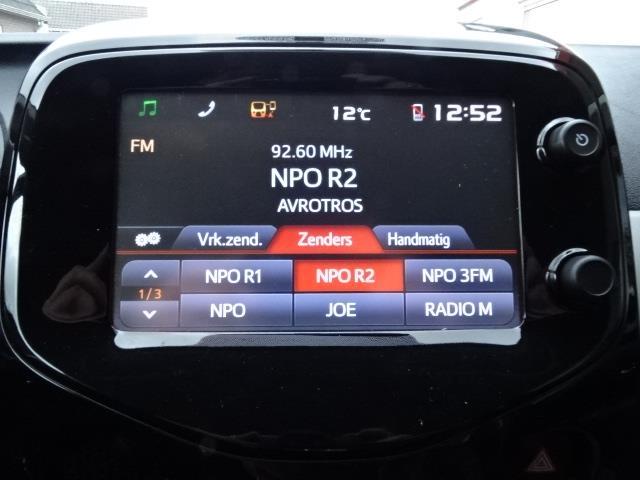 12°C 12:52
FM
92.60 MHz
NPO R2
AVROTROS
Vrk.zend. Zenders Handmatig
NPO R1 NPO R2 NPO 3FM
1/3
NPO JOE RADIO M